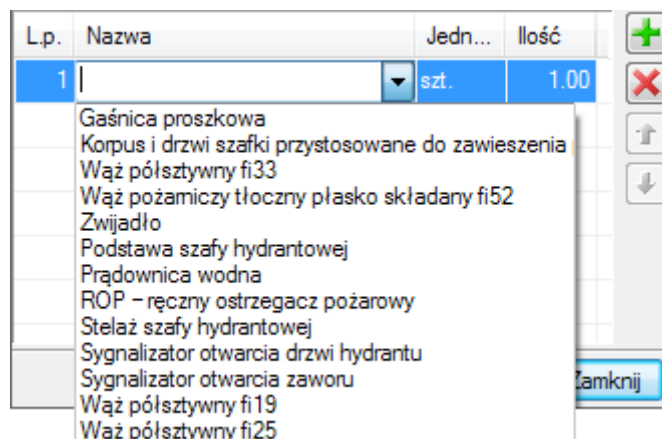 L.p. Nazwa Jedn... Ilość
1 szt. 1.00
Gaśnica proszkowa
Korpus i drzwi szafki przystosowane do zawieszenia
Wąż półsztywny fi33
Wąż pożarniczy tłoczny płasko składany fi52
Zwijadło
Podstawa szafy hydrantowej
Prądownica wodna
ROP – ręczny ostrzegacz pożarowy
Stelaż szafy hydrantowej
Sygnalizator otwarcia drzwi hydrantu
Sygnalizator otwarcia zaworu
Zamknij
Wąż półsztywny fi19
Wąż półsztywny fi25